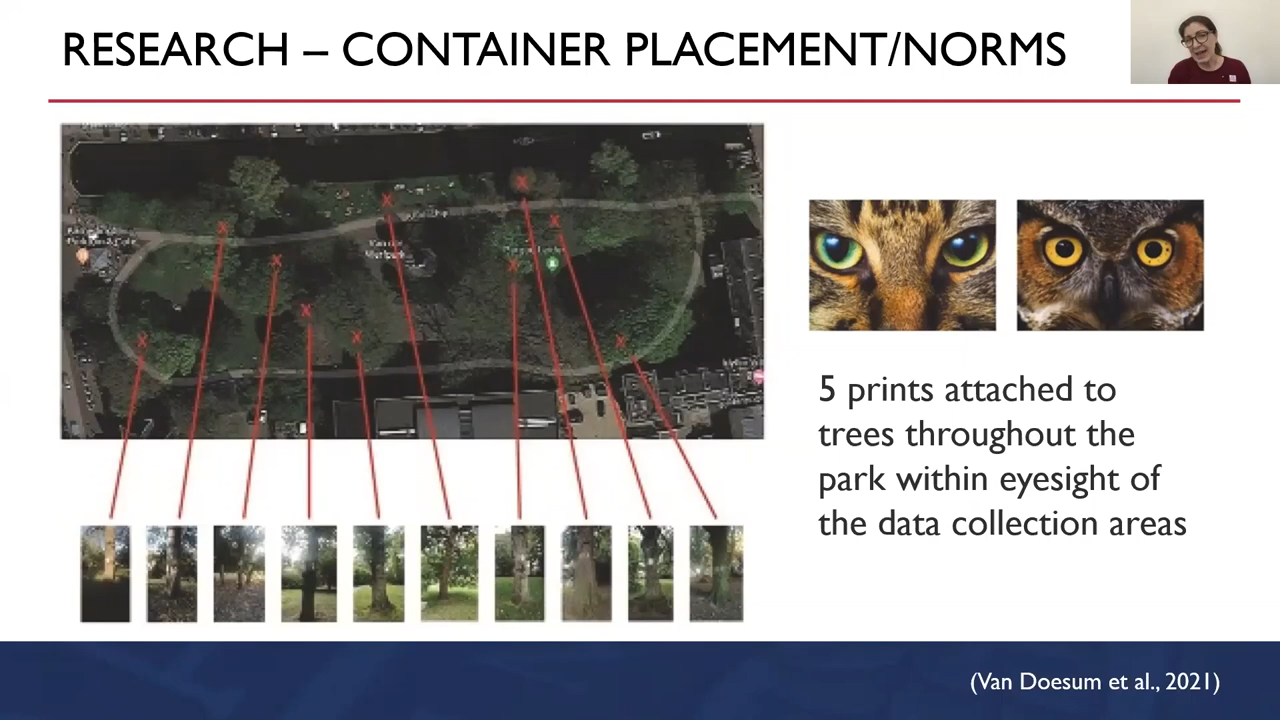 RESEARCH – CONTAINER PLACEMENT/NORMS
5 prints attached to
trees throughout the
park within eyesight of
the data collection areas
(Van Doesum et al., 2021)